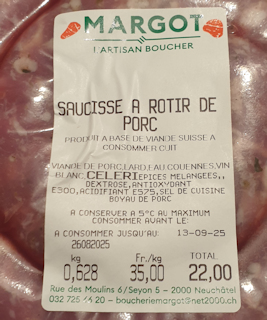 MARGOT
L'ARTISAN BOUCHER
SAUCISSE A ROTIR DE
PORC
PRODUIT A BASE DE VIANDE SUISSE A
CONSOMMER CUIT
VIANDE DE PORC,LARD,EAU COUENNES,VIN
BLANC,CELERI,EPICES MELANGEES,,
DEXTROSE,ANTIOXYDANT
E300,ACIDIFIANT E575,SEL DE CUISINE
BOYAU DE PORC
A CONSERVER A 5°C AU MAXIMUM
CONSOMMER AVANT LE
A CONSOMMER JUSQU'AU: 13-09-25
26082025
kg Fr./kg TOTAL
0,628 35,00 22,00
Rue des Moulins 6/Seyon 5 - 2000 Neuchâtel
032 725 20 - boucheriemargot@net2000.ch